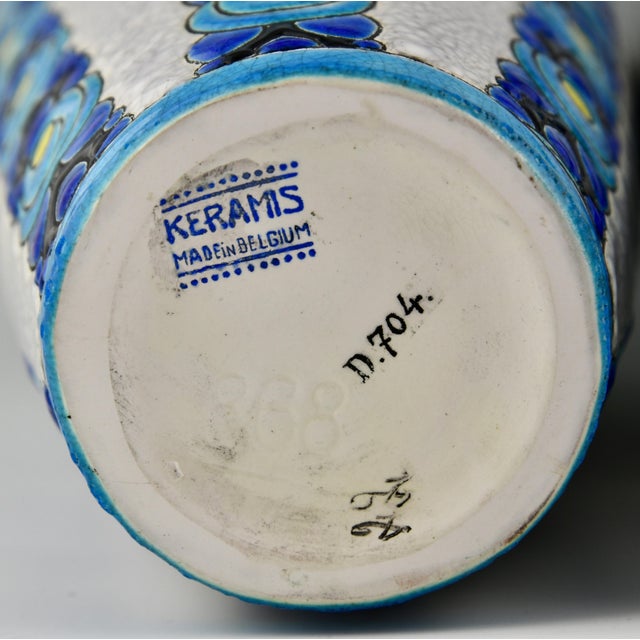 KERAMIS
MADE in BELGIUM
D.704.
868